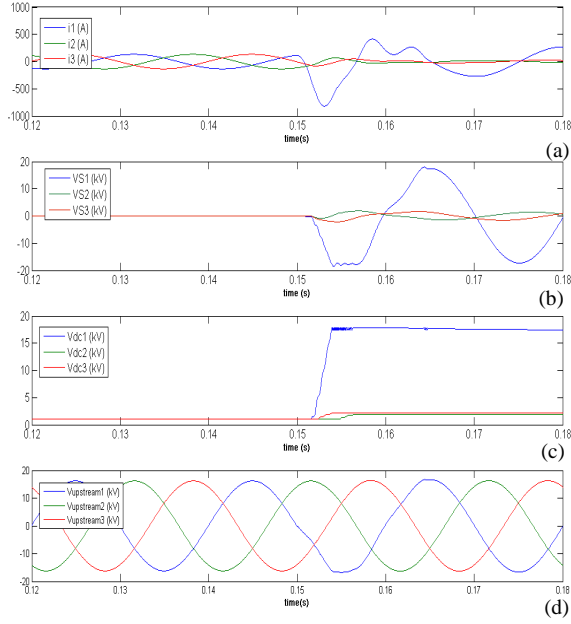 1000
500
0
-500
-1000
i1 (A)
i2 (A)
i3 (A)
0.12 0.13 0.14 0.15 0.16 0.17 0.18
time(s)
(a)
20
10
0
-10
-20
VS1 (kV)
VS2 (kV)
VS3 (kV)
0.12 0.13 0.14 0.15 0.16 0.17 0.18
time (s)
(b)
20
15
10
5
0
Vdc1 (kV)
Vdc2 (kV)
Vdc3 (kV)
0.12 0.13 0.14 0.15 0.16 0.17 0.18
time (s)
(c)
20
10
0
-10
-20
Vupstream1 (kV)
Vupstream2 (kV)
Vupstream3 (kV)
0.12 0.13 0.14 0.15 0.16 0.17 0.18
time(s)
(d)